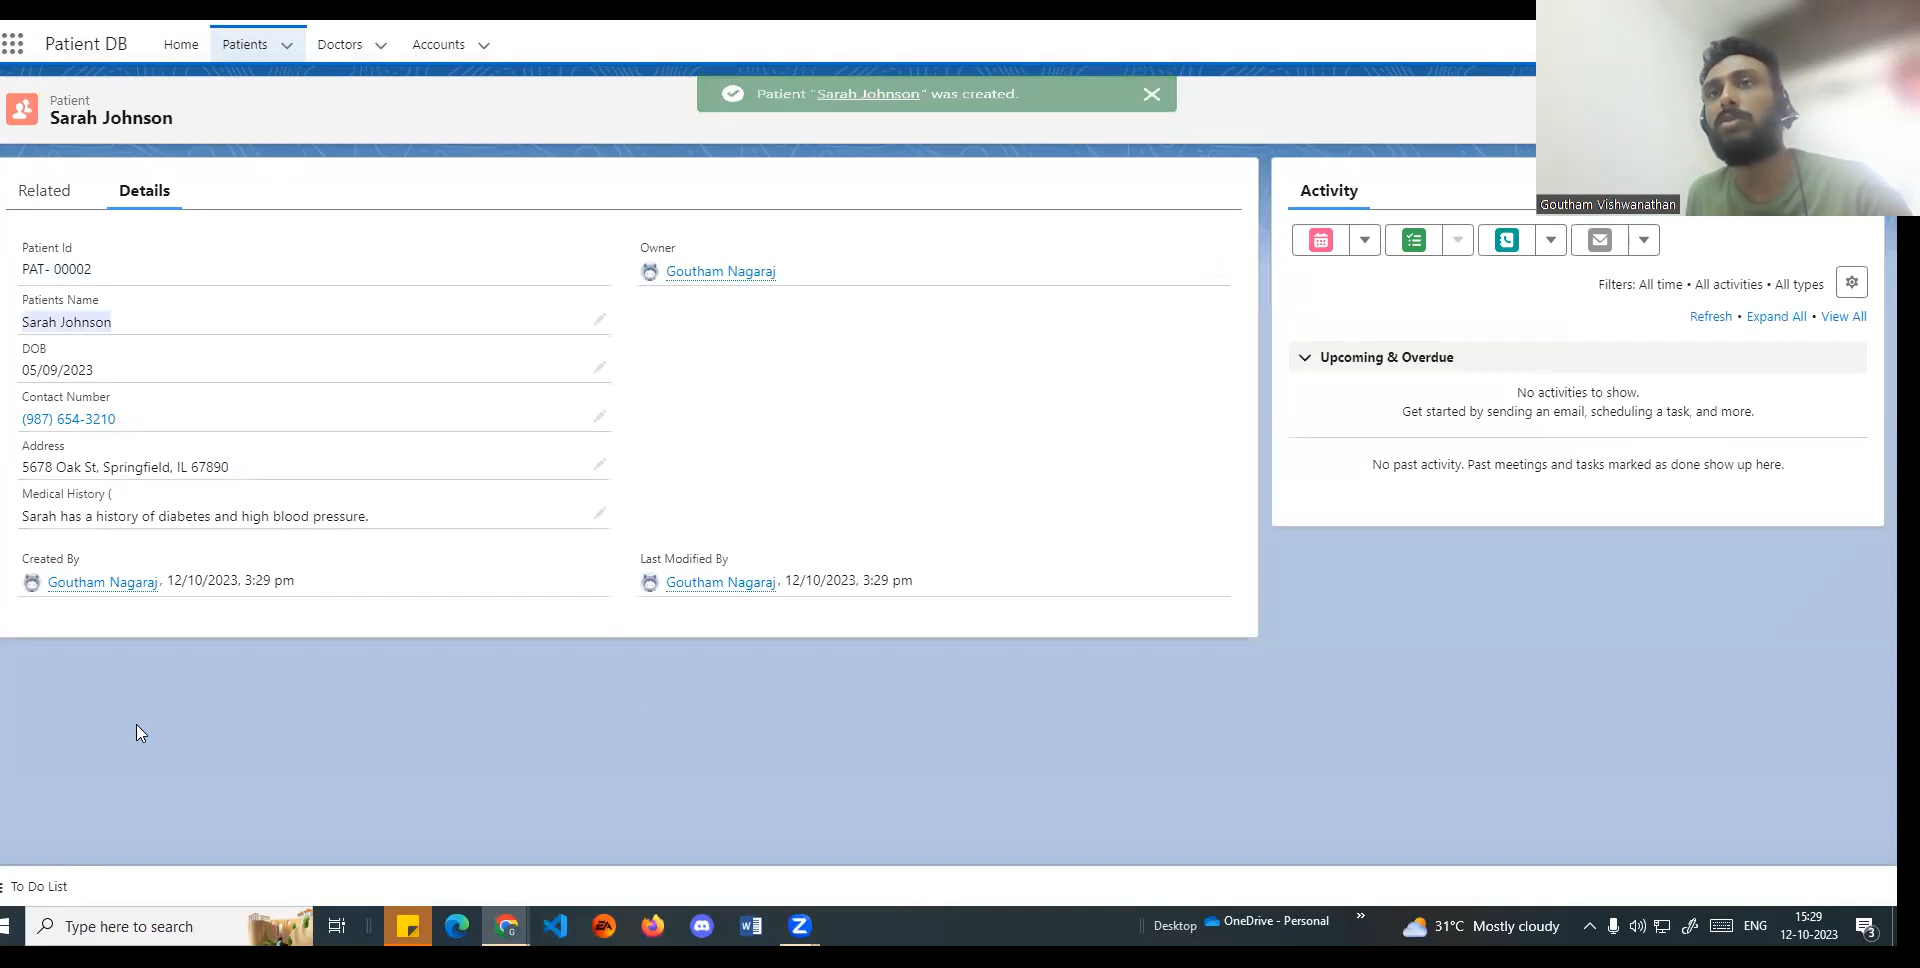 Patient DB
Home
Patients
Doctors
Accounts
Patient
Sarah Johnson
Patient "Sarah Johnson" was created.
Goutham Vishwanathan
Related
Details
Patient Id
PAT- 00002
Patients Name
Sarah Johnson
DOB
05/09/2023
Contact Number
(987) 654-3210
Address
5678 Oak St, Springfield, IL 67890
Medical History (
Sarah has a history of diabetes and high blood pressure.
Created By
Goutham Nagaraj, 12/10/2023, 3:29 pm
Owner
Goutham Nagaraj
Last Modified By
Goutham Nagaraj, 12/10/2023, 3:29 pm
Activity
Filters: All time • All activities • All types
Refresh • Expand All • View All
Upcoming & Overdue
No activities to show.
Get started by sending an email, scheduling a task, and more.
No past activity. Past meetings and tasks marked as done show up here.
To Do List
Type here to search
EA
W
Z
Desktop
OneDrive - Personal
»
31°C Mostly cloudy
ENG
15:29
12-10-2023
3